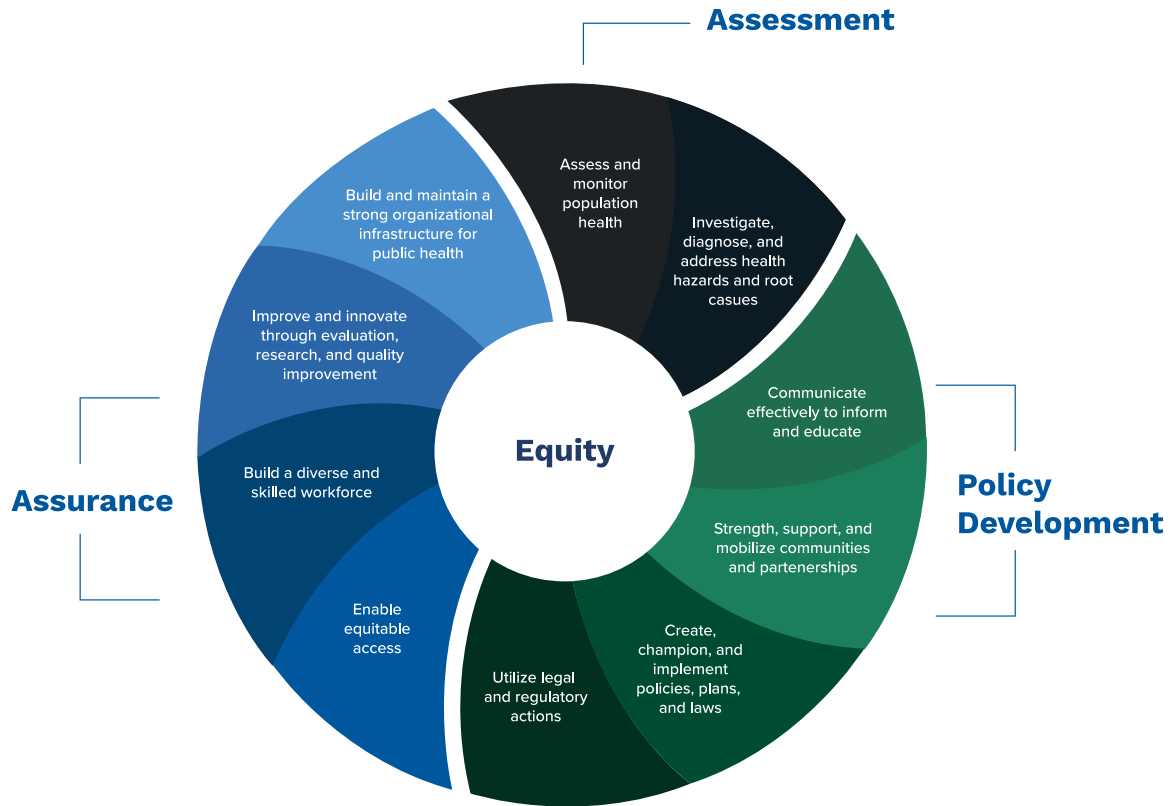 Assessment
Assess and
monitor
population
health
Investigate,
diagnose, and
address health
hazards and root
casues
Communicate
effectively to inform
and educate
Strength, support, and
mobilize communities
and partenerships
Policy
Development
Create,
champion, and
implement
policies, plans,
and laws
Utilize legal
and regulatory
actions
Enable
equitable
access
Build a diverse and
skilled workforce
Assurance
Improve and innovate
through evaluation,
research, and quality
improvement
Build and maintain a
strong organizational
infrastructure for
public health
Equity